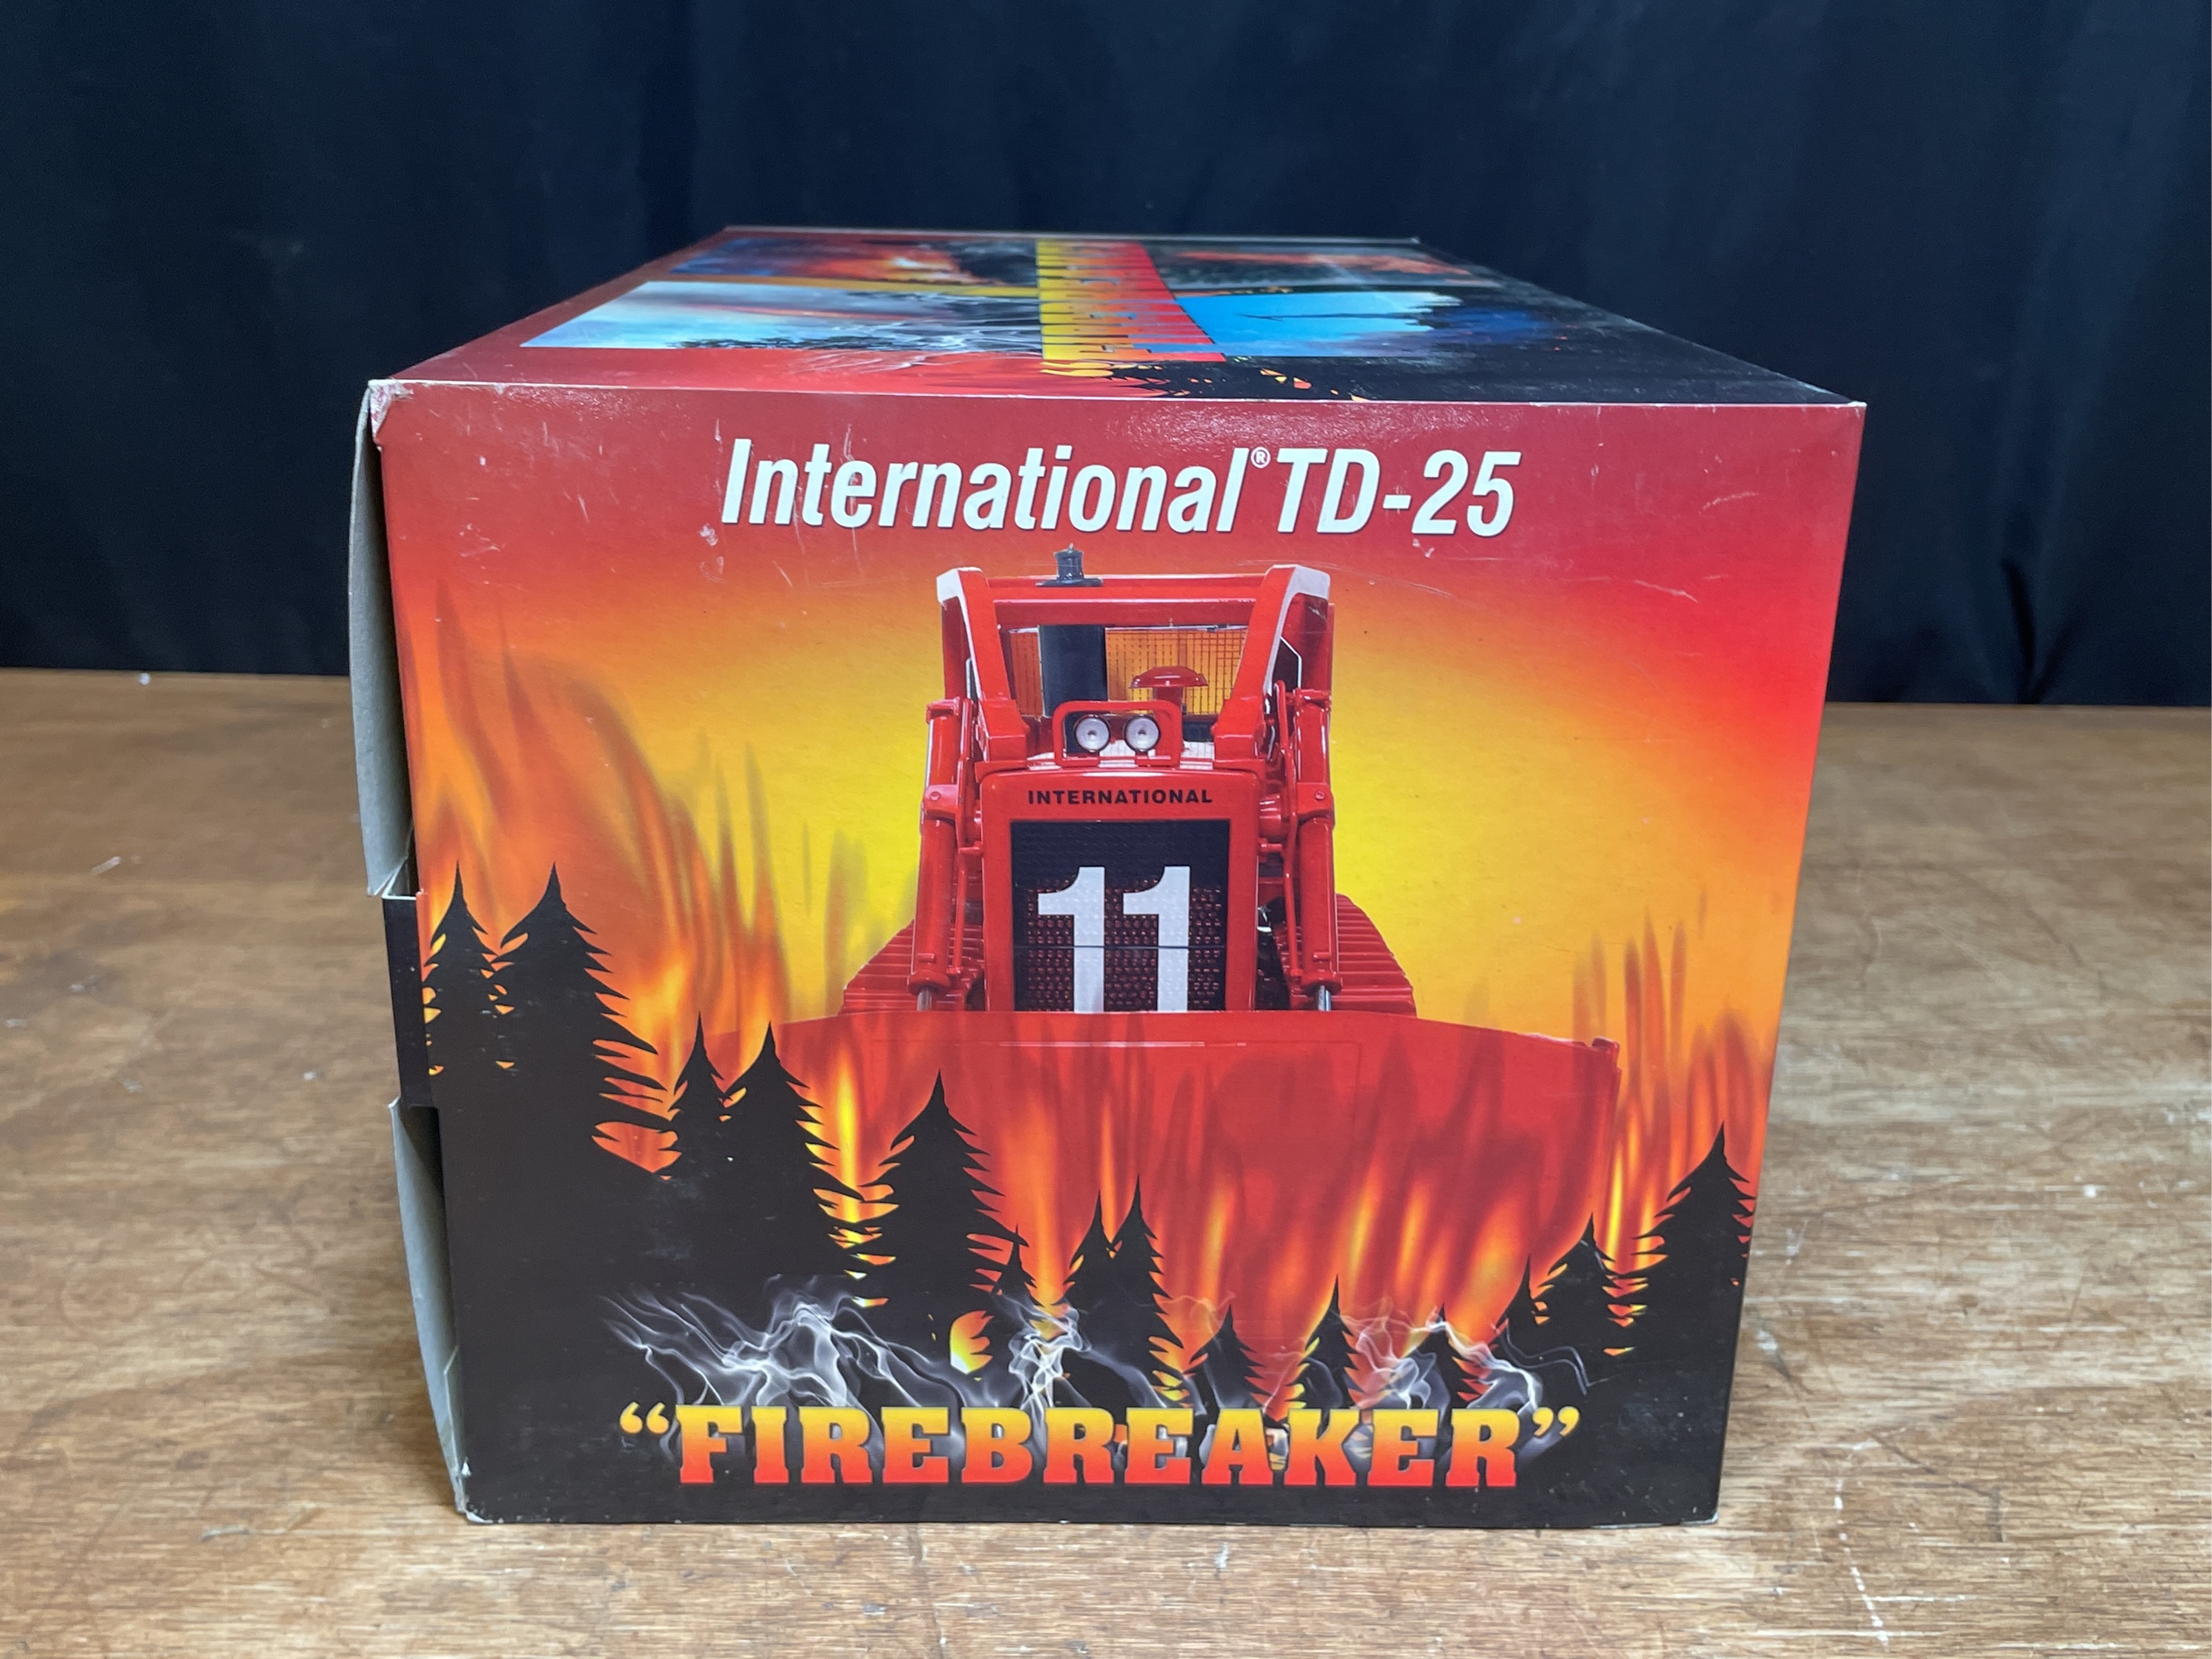 International® TD-25
INTERNATIONAL
11
“FIREBREAKER”